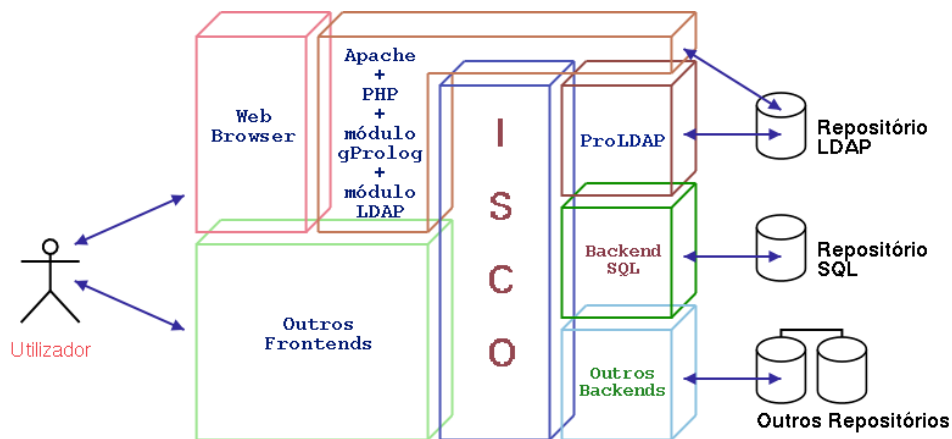 Apache
+
PHP
+
módulo
gProlog
+
módulo
LDAP
Web
Browser
I
S
C
O
ProLDAP
Repositório
LDAP
Backend
SQL
Repositório
SQL
Outros
Frontends
Utilizador
Outros
Backends
Outros Repositórios